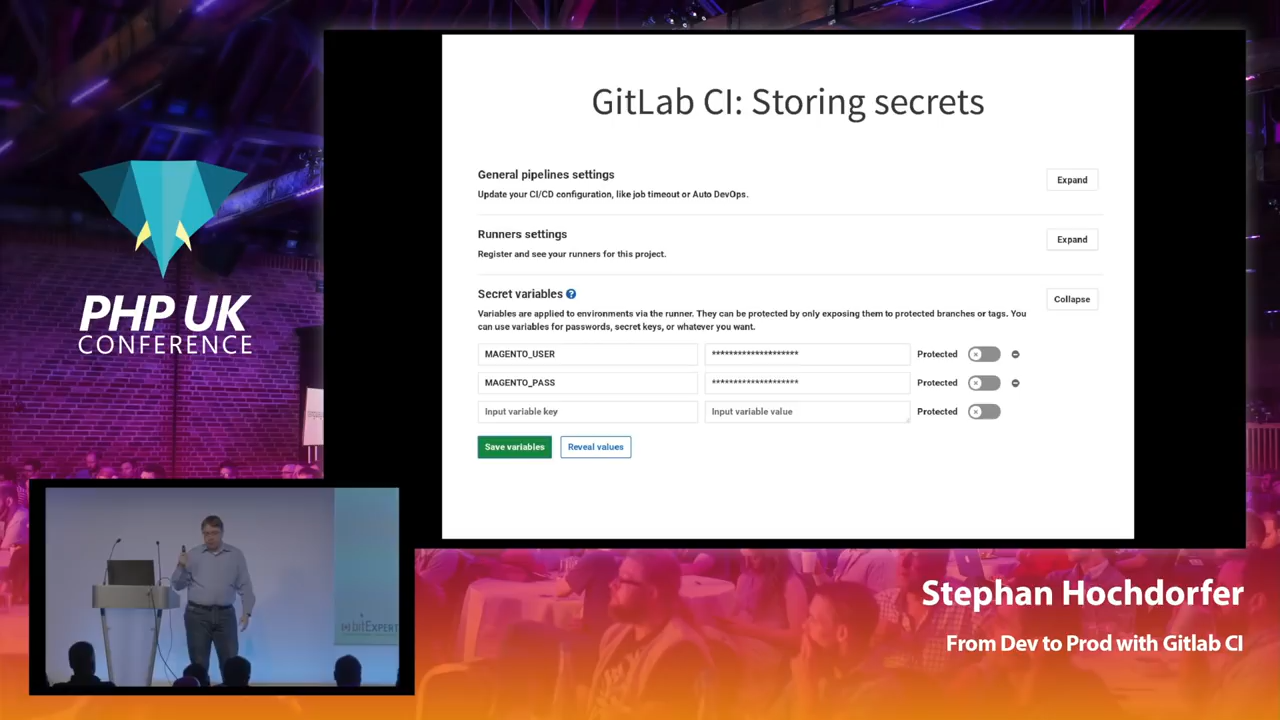 GitLab CI: Storing secrets
General pipelines settings
Expand
Update your CI/CD configuration, like job timeout or Auto DevOps.
Runners settings
Expand
Register and see your runners for this project.
Secret variables ?
Collapse
Variables are applied to environments via the runner. They can be protected by only exposing them to protected branches or tags. You
can use variables for passwords, secret keys, or whatever you want.
MAGENTO_USER ******************** Protected
MAGENTO_PASS ******************** Protected
Input variable key Input variable value Protected
Save variables Reveal values
PHP UK
CONFERENCE
bitExpert
Stephan Hochdorfer
From Dev to Prod with Gitlab CI